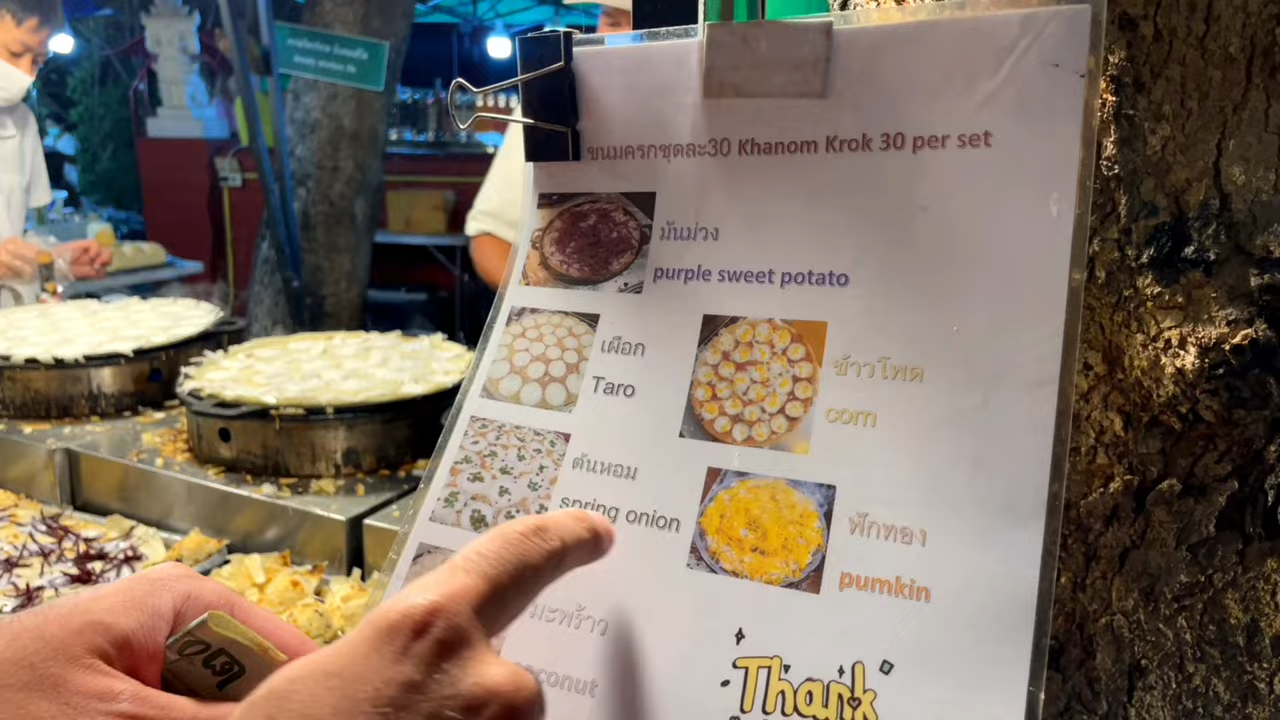 ขนมครกชุดละ30 Khanom Krok 30 per set
มันม่วง
purple sweet potato
เผือก
Taro
ข้าวโพด
corn
ต้นหอม
spring onion
ฟักทอง
pumkin
มะพร้าว
conut
Thank